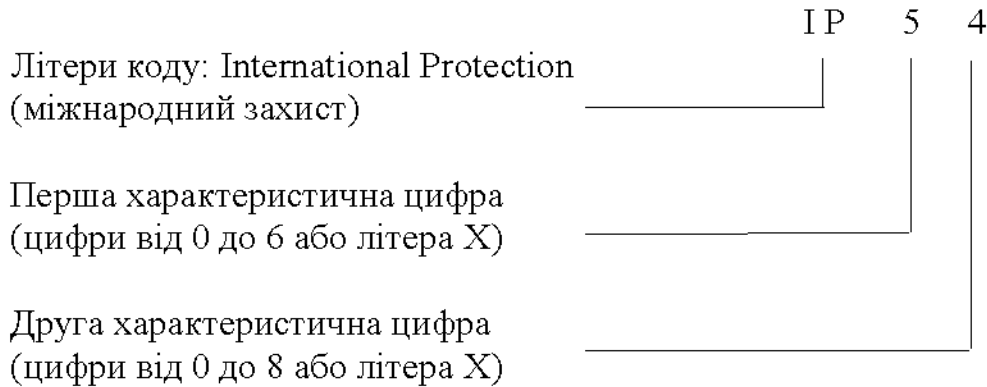 IP 5 4
Літери коду: International Protection
(міжнародний захист)
Перша характеристична цифра
(цифри від 0 до 6 або літера X)
Друга характеристична цифра
(цифри від 0 до 8 або літера X)